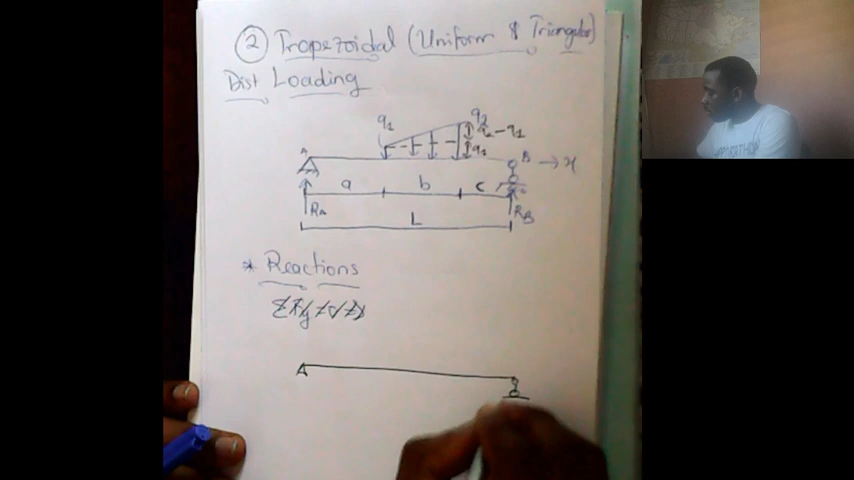 ② Trapezoidal (Uniform & Triangular)
Dist Loading
q1
q2
q2-q1
q1
A
B → x
a b c
RA
RB
L
* Reactions